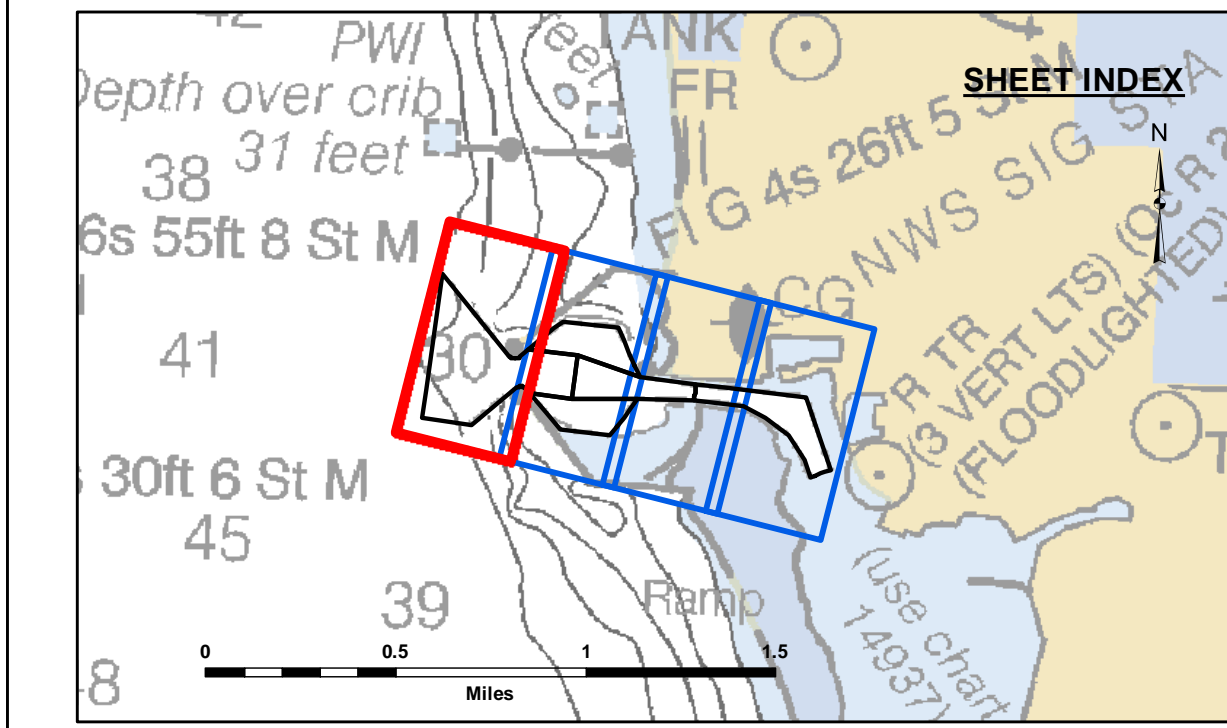 PWI
Depth over crib
31 feet
38
6s 55ft 8 St M
41
30
s 30ft 6 St M
45
39
feet
TANK
FR
SHEET INDEX
N
Fl G 4s 26ft 5 St M
CG
NWS SIG STA
R TR
(3 VERT LTS) (Oc R 2
(FLOODLIGHTED)
Ramp
(use chart
14937)
0 0.5 1 1.5
Miles